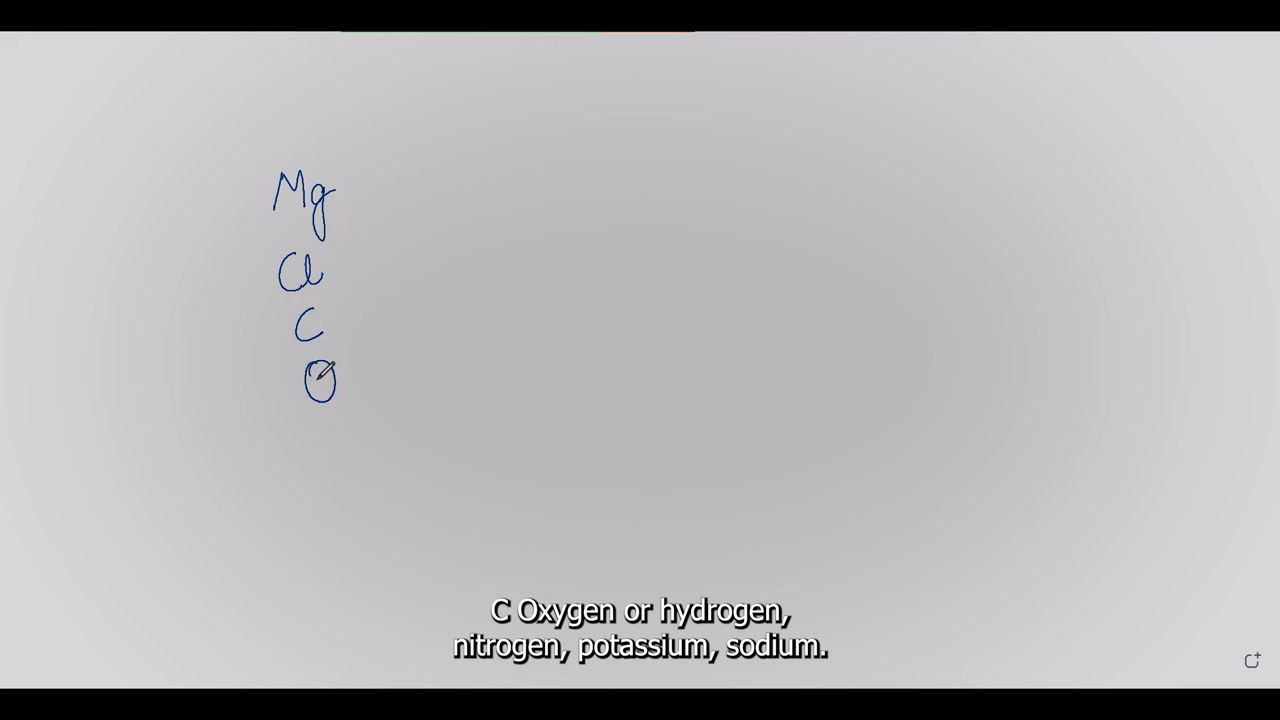 Mg
Cl
C
O
C Oxygen or hydrogen,
nitrogen, potassium, sodium.